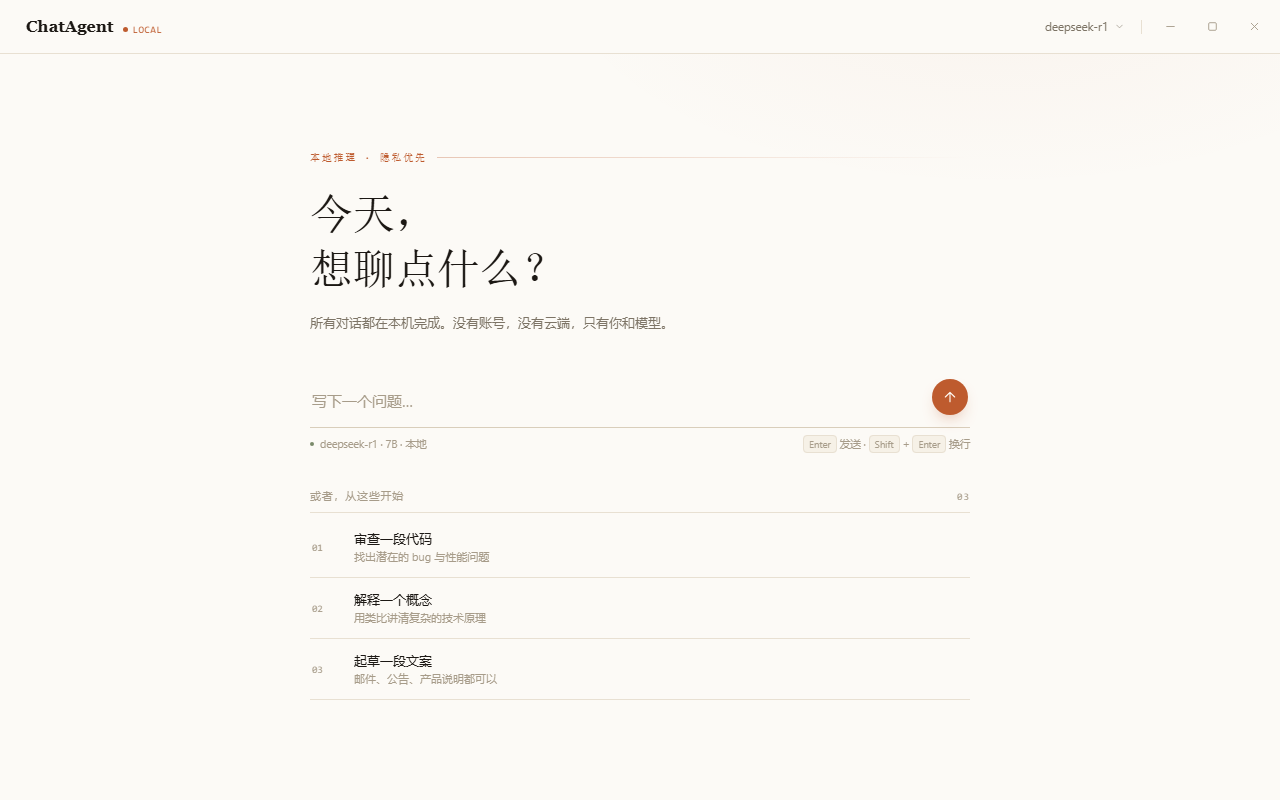 ChatAgent LOCAL
deepseek-r1
本地推理 · 隐私优先
今天，
想聊点什么？
所有对话都在本机完成。没有账号，没有云端，只有你和模型。
写下一个问题...
deepseek-r1 · 7B · 本地
Enter 发送 · Shift + Enter 换行
或者，从这些开始
03
01
审查一段代码
找出潜在的 bug 与性能问题
02
解释一个概念
用类比讲清复杂的技术原理
03
起草一段文案
邮件、公告、产品说明都可以